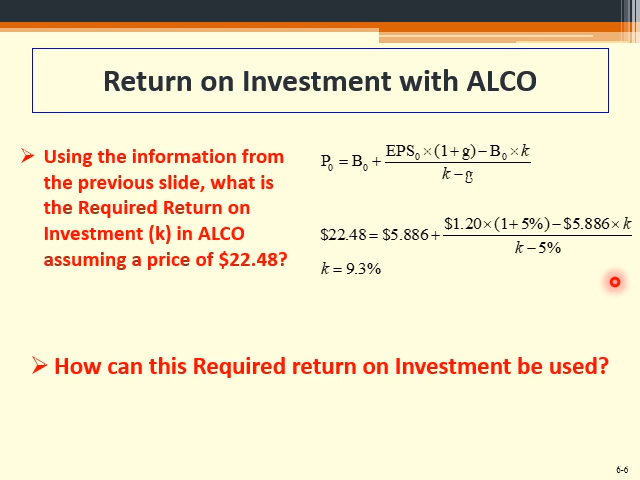 Return on Investment with ALCO
➢ Using the information from
the previous slide, what is
the Required Return on
Investment (k) in ALCO
assuming a price of $22.48?
P₀ = B₀ + (EPS₀ × (1 + g) − B₀ × k) / (k − g)
$22.48 = $5.886 + ($1.20 × (1 + 5%) − $5.886 × k) / (k − 5%)
k = 9.3%
➢ How can this Required return on Investment be used?
6-6